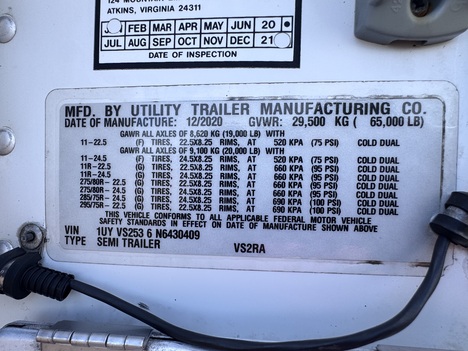 124 MOUNTAIN
ATKINS, VIRGINIA 24311
FEB MAR APR MAY JUN 20
JUL AUG SEP OCT NOV DEC 21
DATE OF INSPECTION
MFD. BY UTILITY TRAILER MANUFACTURING CO.
DATE OF MANUFACTURE: 12/2020 GVWR: 29,500 KG ( 65,000 LB)
GAWR ALL AXLES OF 8,620 KG (19,000 LB) WITH
11-22.5 (F) TIRES, 22.5X8.25 RIMS, AT 520 KPA (75 PSI) COLD DUAL
GAWR ALL AXLES OF 9,100 KG (20,000 LB) WITH
11-24.5 (F) TIRES, 24.5X8.25 RIMS, AT 520 KPA (75 PSI) COLD DUAL
11R-22.5 (G) TIRES, 22.5X8.25 RIMS, AT 660 KPA (95 PSI) COLD DUAL
11R-24.5 (G) TIRES, 24.5X8.25 RIMS, AT 660 KPA (95 PSI) COLD DUAL
275/80R-22.5 (G) TIRES, 22.5X8.25 RIMS, AT 660 KPA (95 PSI) COLD DUAL
275/80R-24.5 (G) TIRES, 24.5X8.25 RIMS, AT 660 KPA (95 PSI) COLD DUAL
285/75R-24.5 (G) TIRES, 24.5X8.25 RIMS, AT 690 KPA (100 PSI) COLD DUAL
295/75R-22.5 (G) TIRES, 22.5X8.25 RIMS, AT 690 KPA (100 PSI) COLD DUAL
THIS VEHICLE CONFORMS TO ALL APPLICABLE FEDERAL MOTOR VEHICLE
SAFETY STANDARDS IN EFFECT ON DATE OF MANUFACTURE SHOWN ABOVE
VIN 1UY VS253 6 N6430409
TYPE SEMI TRAILER VS2RA